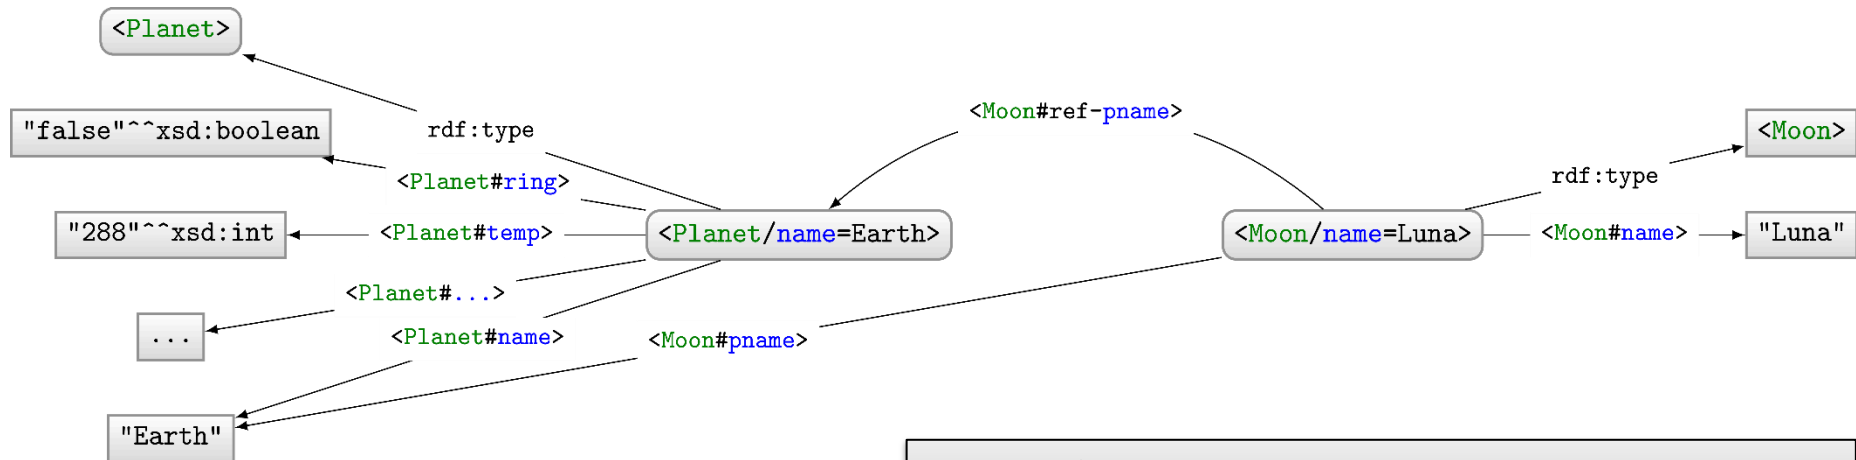 <Planet>
<Moon#ref-pname>
"false"^^xsd:boolean
rdf:type
<Moon>
<Planet#ring>
rdf:type
"288"^^xsd:int
<Planet#temp>
<Planet/name=Earth>
<Moon/name=Luna>
<Moon#name>
"Luna"
<Planet#...>
...
<Planet#name>
<Moon#pname>
"Earth"